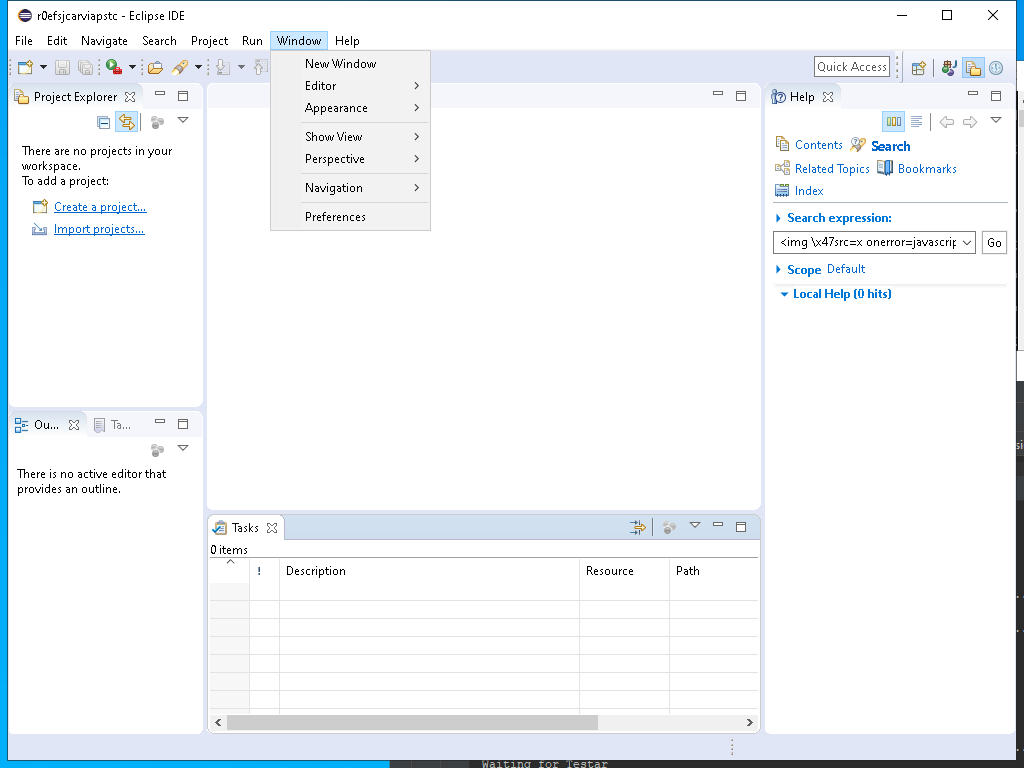 r0efsjcarviapstc - Eclipse IDE
File Edit Navigate Search Project Run Window Help
Quick Access
New Window
Editor
Appearance
Show View
Perspective
Navigation
Preferences
Project Explorer
There are no projects in your
workspace.
To add a project:
Create a project...
Import projects...
Ou...
Ta...
There is no active editor that
provides an outline.
Tasks
0 items
! Description Resource Path
Help
Contents Search
Related Topics Bookmarks
Index
Search expression:
<img \x47src=x onerror=javascrip Go
Scope Default
Local Help (0 hits)
Waiting for Testar